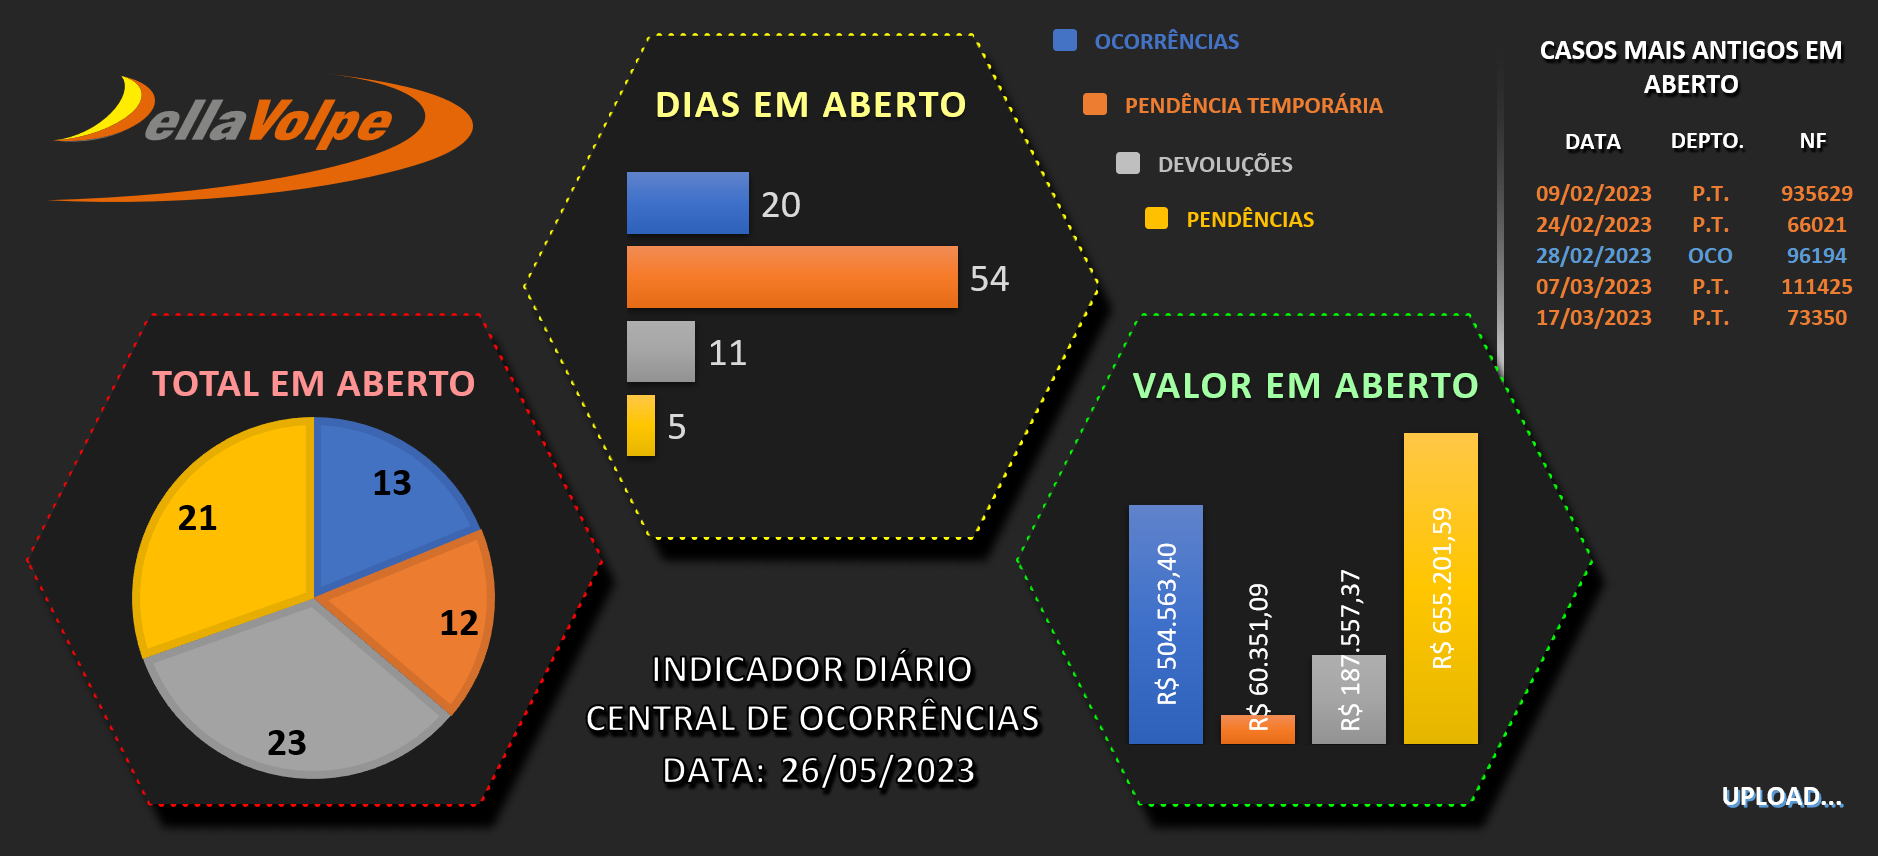 DellaVolpe
DIAS EM ABERTO
20
54
11
5
OCORRÊNCIAS
PENDÊNCIA TEMPORÁRIA
DEVOLUÇÕES
PENDÊNCIAS
CASOS MAIS ANTIGOS EM
ABERTO
DATA DEPTO. NF
09/02/2023 P.T. 935629
24/02/2023 P.T. 66021
28/02/2023 OCO 96194
07/03/2023 P.T. 111425
17/03/2023 P.T. 73350
TOTAL EM ABERTO
13
21
12
23
VALOR EM ABERTO
R$ 504.563,40
R$ 60.351,09
R$ 187.557,37
R$ 655.201,59
INDICADOR DIÁRIO
CENTRAL DE OCORRÊNCIAS
DATA: 26/05/2023
UPLOAD...